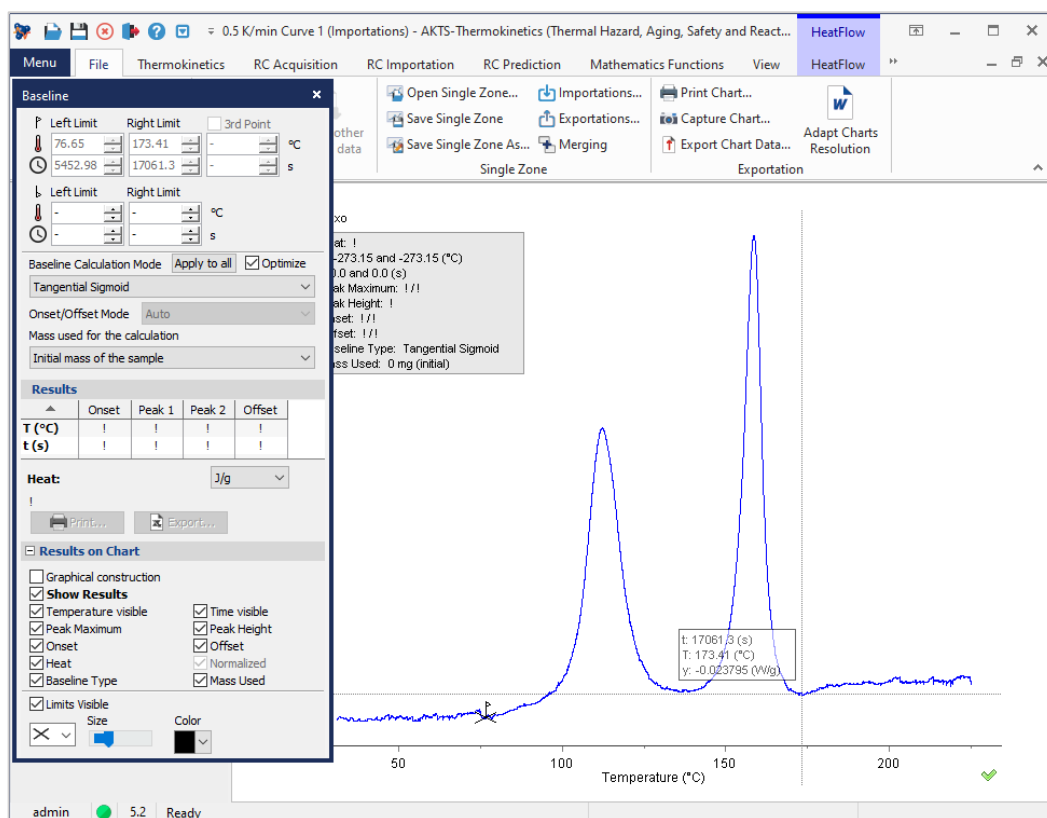 0.5 K/min Curve 1 (Importations) - AKTS-Thermokinetics (Thermal Hazard, Aging, Safety and React...
HeatFlow
Menu File Thermokinetics RC Acquisition RC Importation RC Prediction Mathematics Functions View HeatFlow
Baseline
Left Limit Right Limit 3rd Point
76.65 173.41 - °C
5452.98 17061.3 - s
Left Limit Right Limit
- - °C
- - s
Baseline Calculation Mode Apply to all Optimize
Tangential Sigmoid
Onset/Offset Mode Auto
Mass used for the calculation
Initial mass of the sample
Results
Onset Peak 1 Peak 2 Offset
T (°C) ! ! ! !
t (s) ! ! ! !
Heat: J/g
!
Print... Export...
Results on Chart
Graphical construction
Show Results
Temperature visible Time visible
Peak Maximum Peak Height
Onset Offset
Heat Normalized
Baseline Type Mass Used
Limits Visible
Size Color
other
data
Open Single Zone...
Save Single Zone
Save Single Zone As...
Importations...
Exportations...
Merging
Single Zone
Print Chart...
Capture Chart...
Export Chart Data...
Adapt Charts
Resolution
Exportation
xo
at: !
-273.15 and -273.15 (°C)
0.0 and 0.0 (s)
ak Maximum: ! / !
ak Height: !
set: ! / !
fset: ! / !
seline Type: Tangential Sigmoid
ss Used: 0 mg (initial)
t: 17061.3 (s)
T: 173.41 (°C)
y: -0.023795 (W/g)
50 100 150 200
Temperature (°C)
admin 5.2 Ready